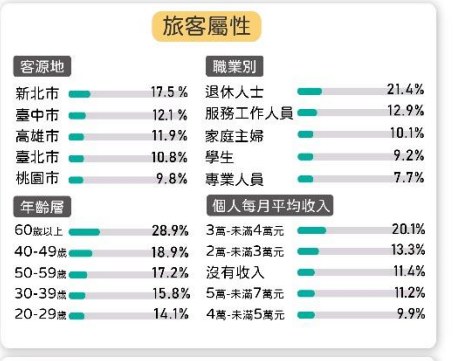 旅客屬性
客源地
新北市 17.5%
臺中市 12.1%
高雄市 11.9%
臺北市 10.8%
桃園市 9.8%
職業別
退休人士 21.4%
服務工作人員 12.9%
家庭主婦 10.1%
學生 9.2%
專業人員 7.7%
年齡層
60歲以上 28.9%
40-49歲 18.9%
50-59歲 17.2%
30-39歲 15.8%
20-29歲 14.1%
個人每月平均收入
3萬-未滿4萬元 20.1%
2萬-未滿3萬元 13.3%
沒有收入 11.4%
5萬-未滿7萬元 11.2%
4萬-未滿5萬元 9.9%